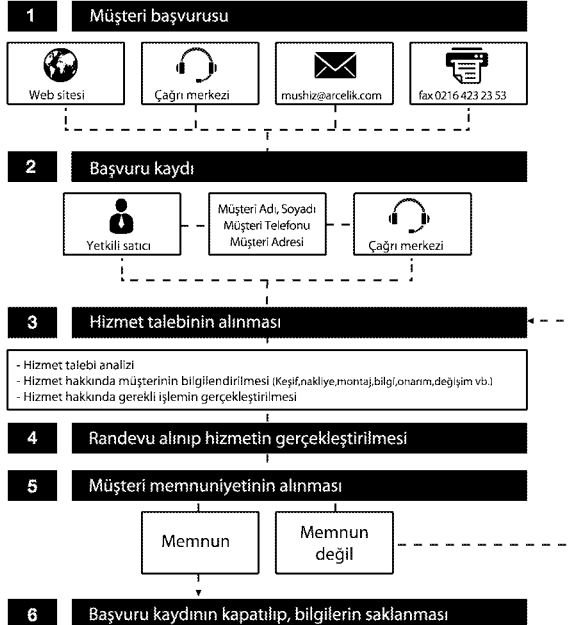 1 Müşteri başvurusu
Web sitesi
Çağrı merkezi
mushiz@arcelik.com
fax 0216 423 23 53
2 Başvuru kaydı
Yetkili satıcı
Müşteri Adı, Soyadı
Müşteri Telefonu
Müşteri Adresi
Çağrı merkezi
3 Hizmet talebinin alınması
- Hizmet talebi analizi
- Hizmet hakkında müşterinin bilgilendirilmesi (Keşif,nakliye,montaj,bilgi,onarım,değişim vb.)
- Hizmet hakkında gerekli işlemin gerçekleştirilmesi
4 Randevu alınıp hizmetin gerçekleştirilmesi
5 Müşteri memnuniyetinin alınması
Memnun
Memnun
değil
6 Başvuru kaydının kapatılıp, bilgilerin saklanması